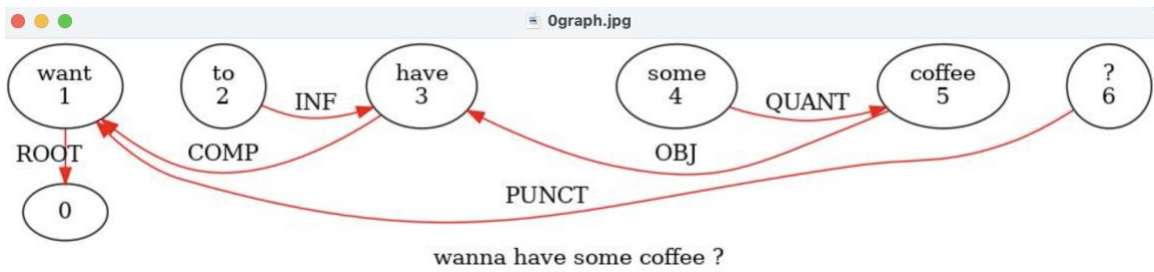 0graph.jpg
want to have some coffee ?
1 2 3 4 5 6
INF QUANT
ROOT COMP OBJ
PUNCT
0
wanna have some coffee ?